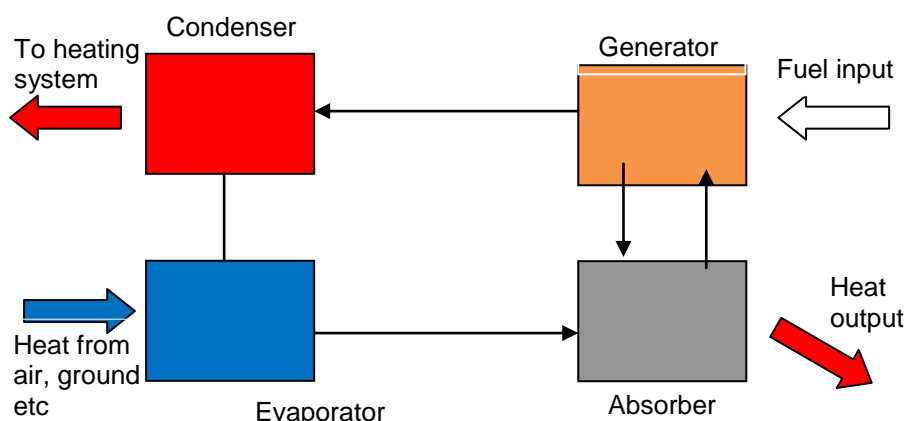 Condenser
To heating
system
Generator
Fuel input
Heat from
air, ground
etc
Evaporator
Heat
output
Absorber